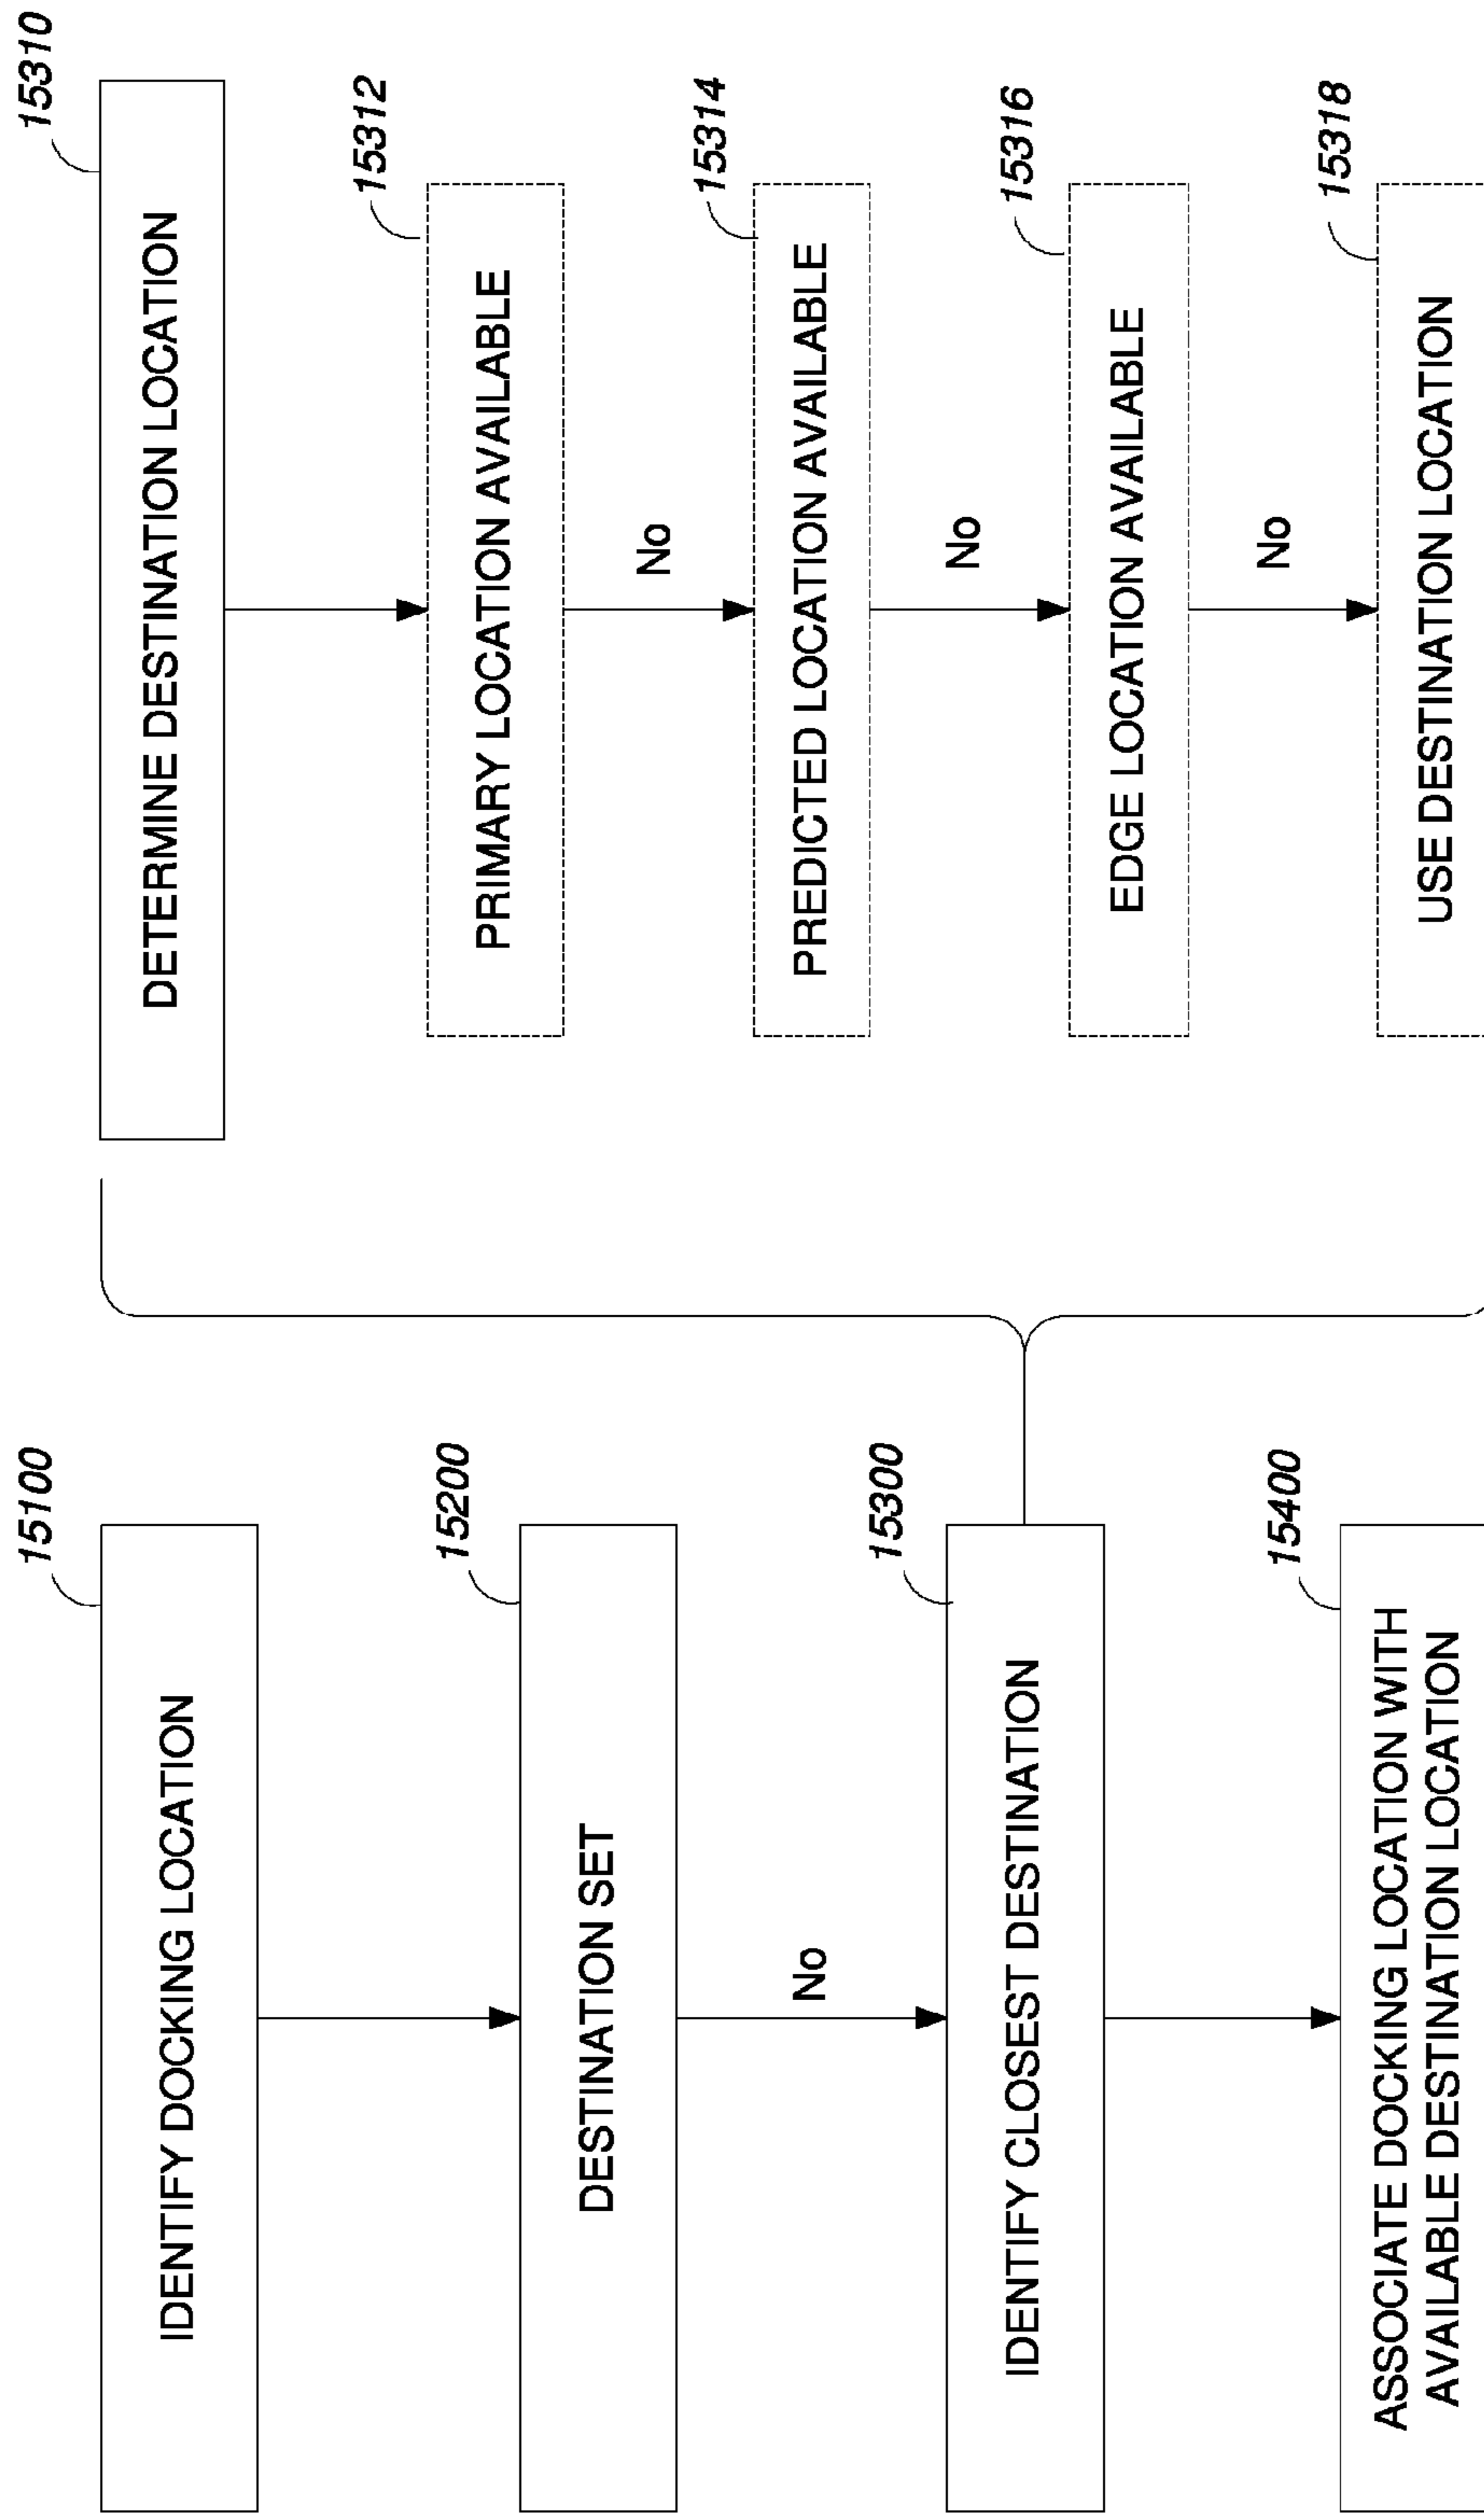 15100
IDENTIFY DOCKING LOCATION
15200
DESTINATION SET
No
15300
IDENTIFY CLOSEST DESTINATION
15400
ASSOCIATE DOCKING LOCATION WITH
AVAILABLE DESTINATION LOCATION
15310
DETERMINE DESTINATION LOCATION
15312
PRIMARY LOCATION AVAILABLE
No
15314
PREDICTED LOCATION AVAILABLE
No
15316
EDGE LOCATION AVAILABLE
No
15318
USE DESTINATION LOCATION